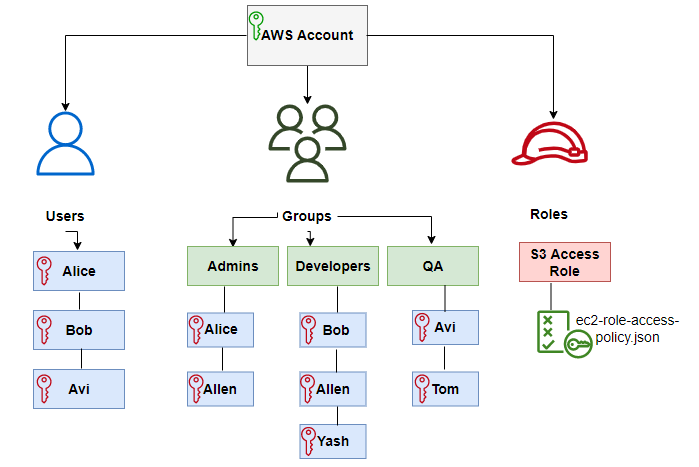 AWS Account
Users
Groups
Roles
Alice
Bob
Avi
Admins
Developers
QA
Alice
Bob
Avi
Allen
Allen
Tom
Yash
S3 Access
Role
ec2-role-access-
policy.json